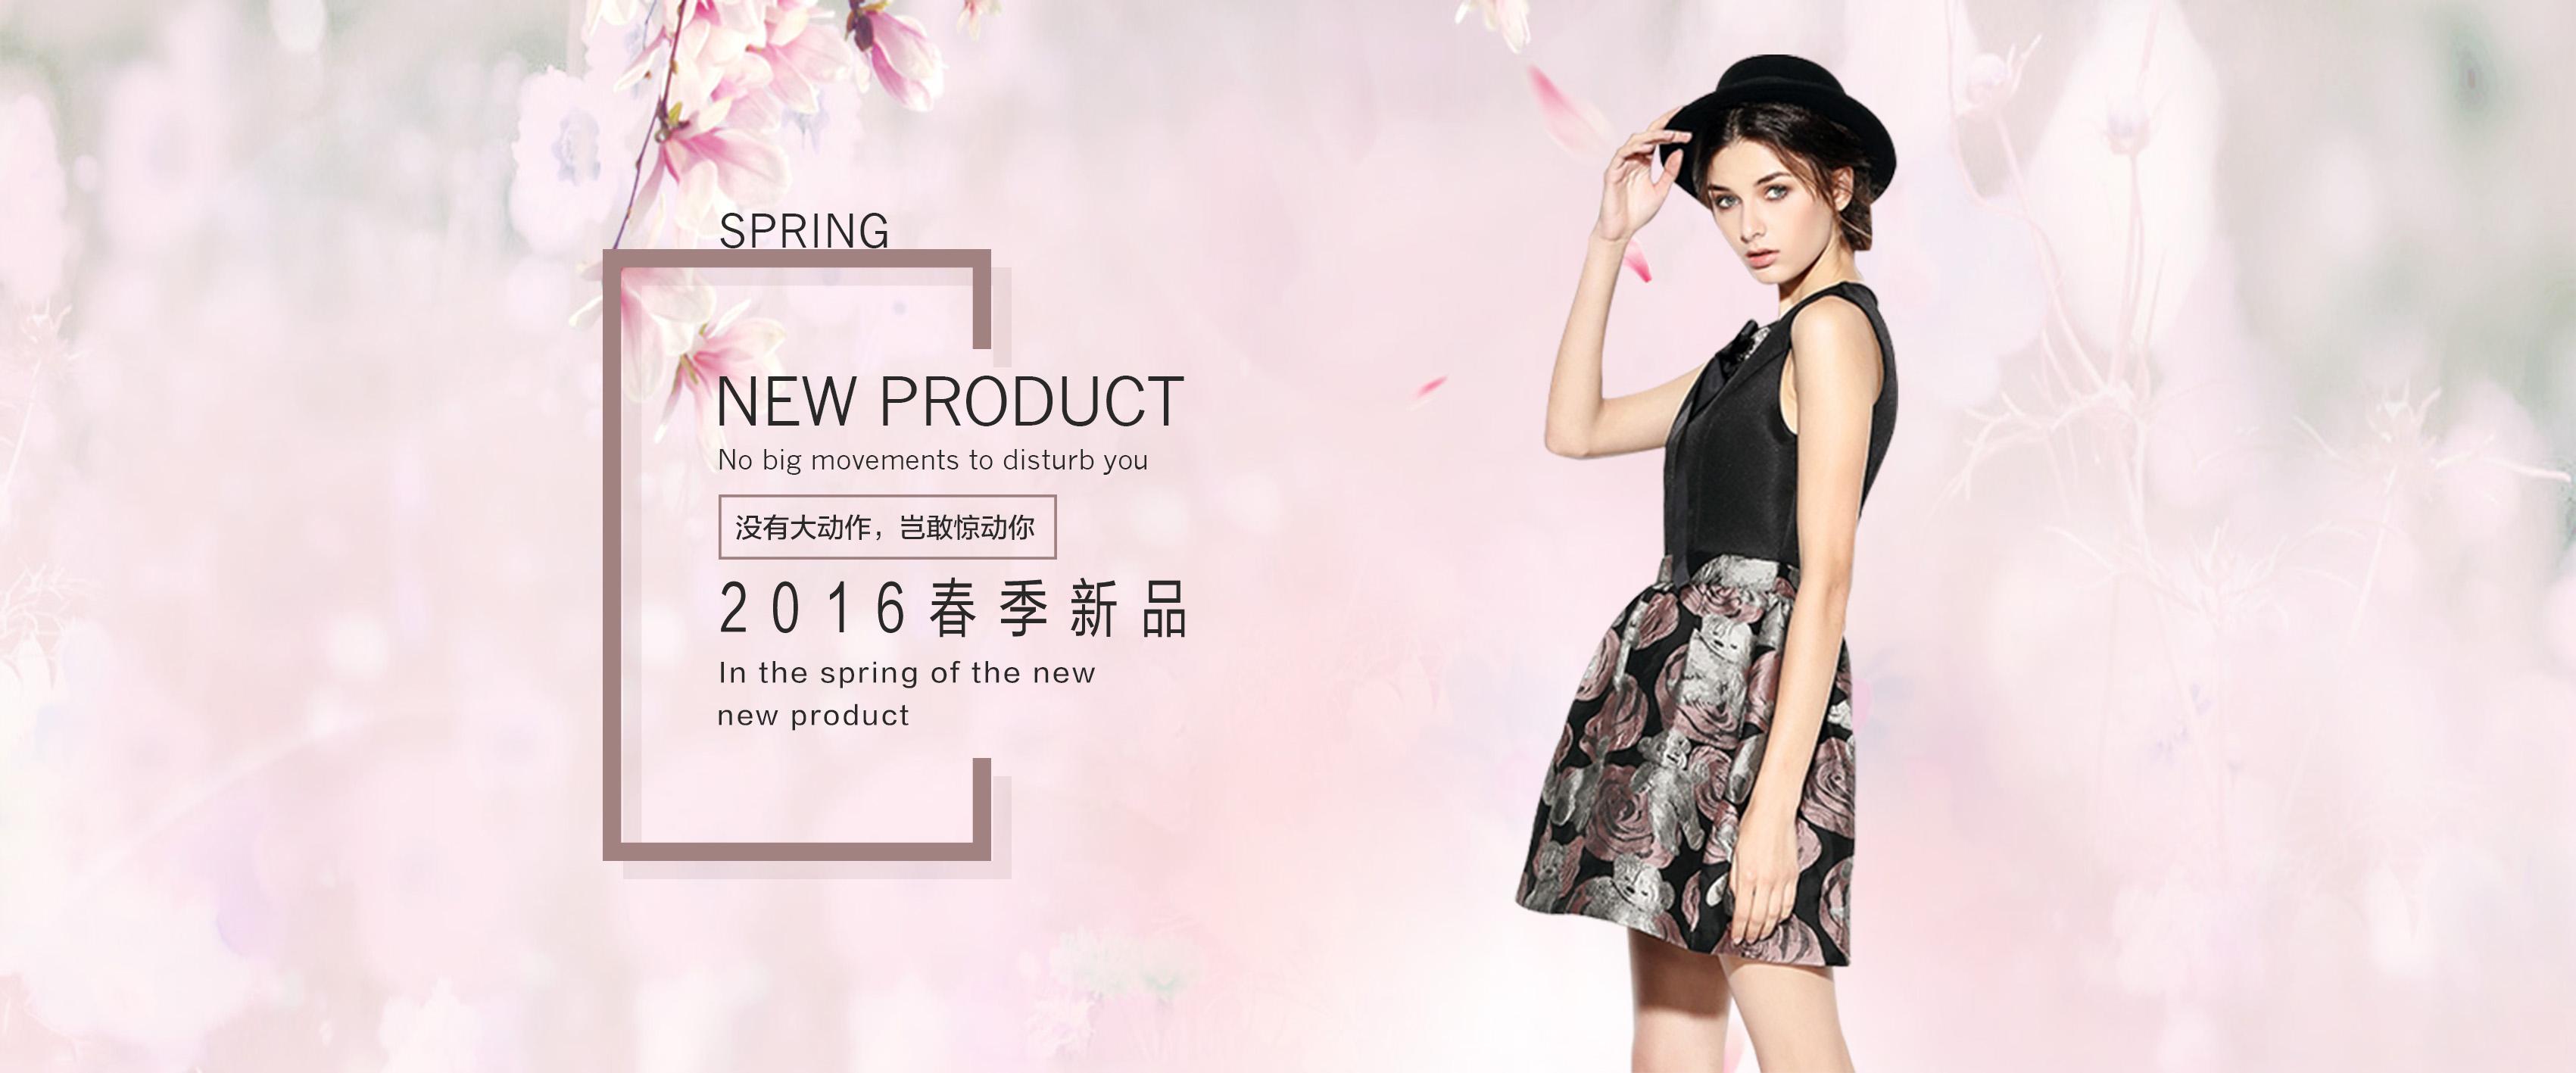 SPRING
NEW PRODUCT
No big movements to disturb you
没有大动作，岂敢惊动你
2016春季新品
In the spring of the new
new product